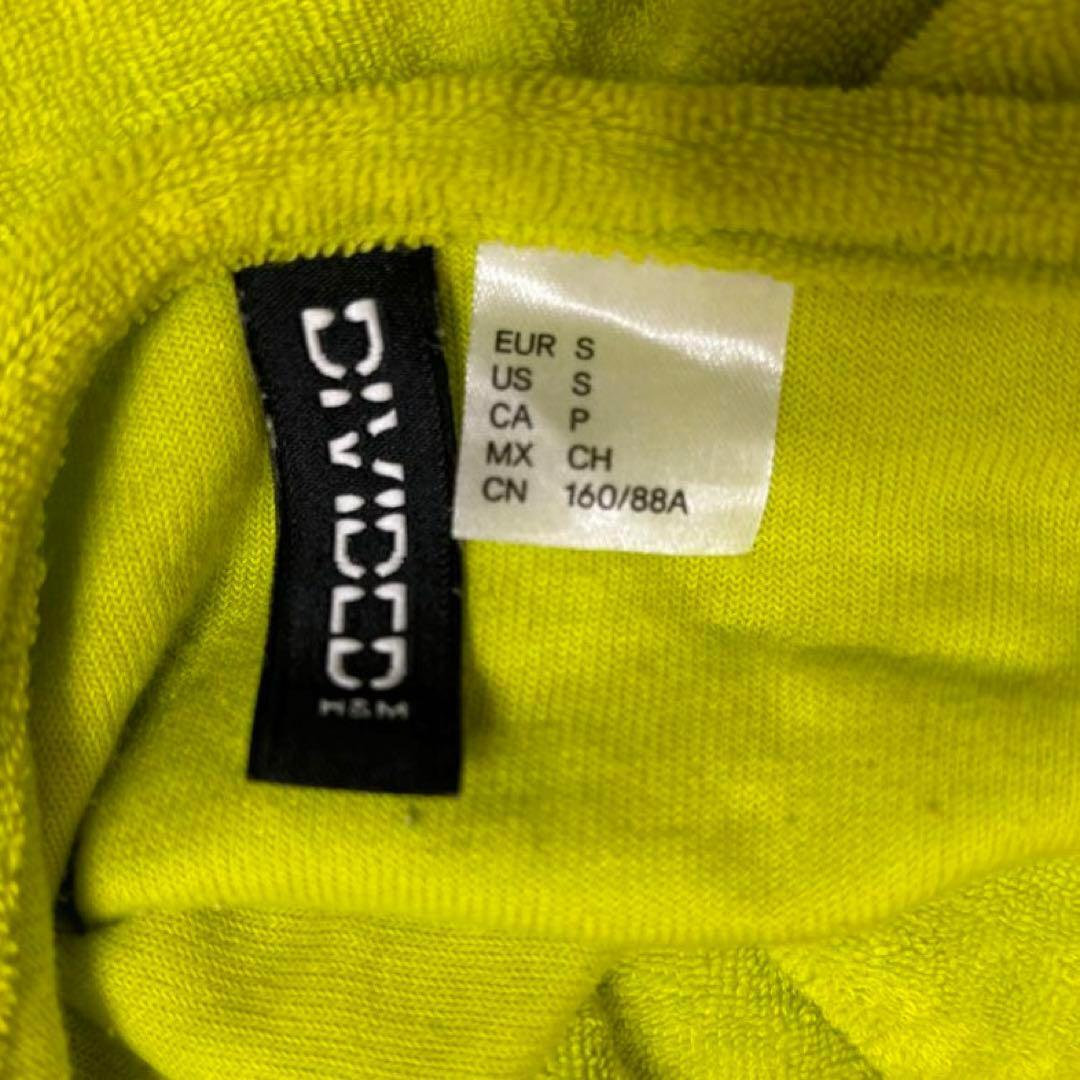 DIVIDED
H&M
EUR S
US S
CA P
MX CH
CN 160/88A